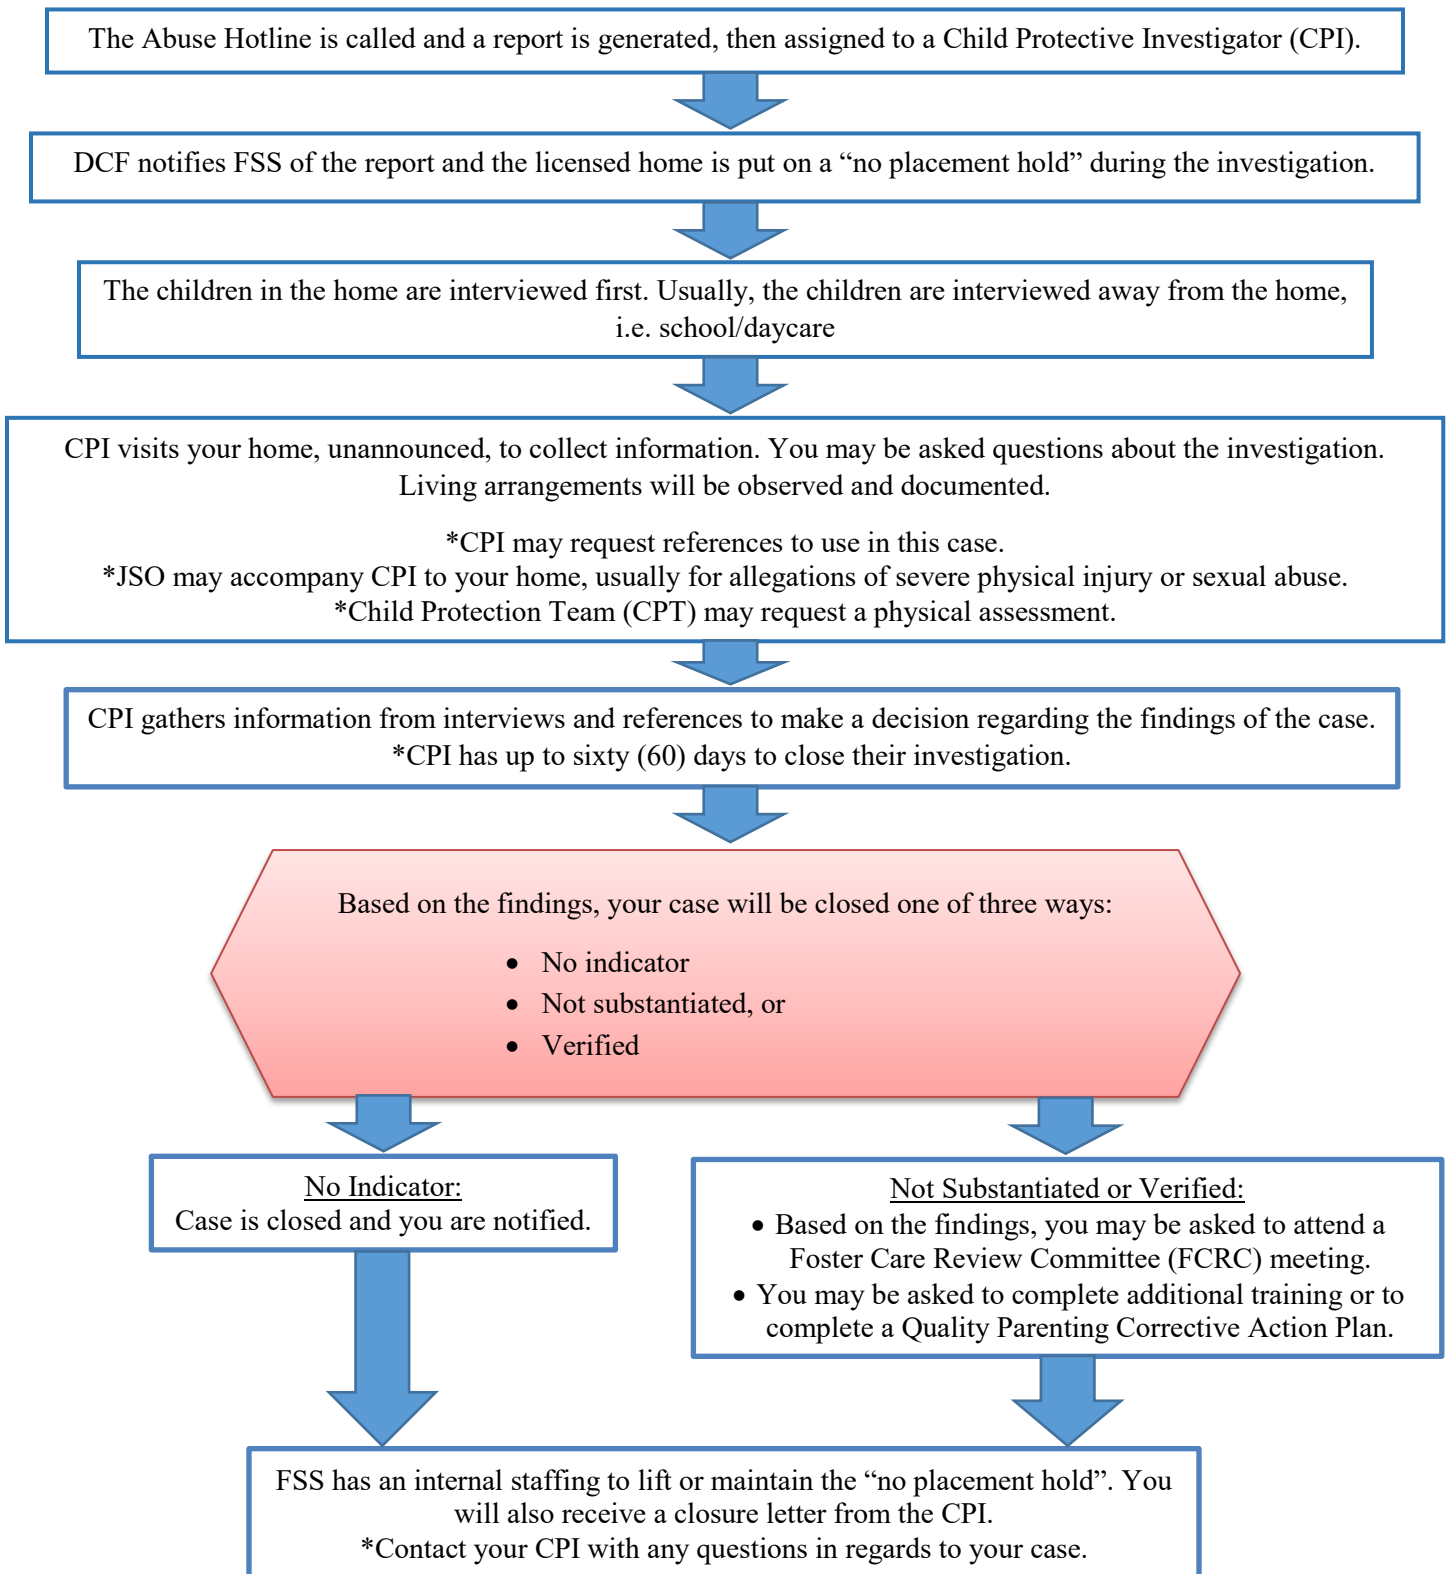 The Abuse Hotline is called and a report is generated, then assigned to a Child Protective Investigator (CPI).
DCF notifies FSS of the report and the licensed home is put on a “no placement hold” during the investigation.
The children in the home are interviewed first. Usually, the children are interviewed away from the home,
i.e. school/daycare
CPI visits your home, unannounced, to collect information. You may be asked questions about the investigation.
Living arrangements will be observed and documented.
*CPI may request references to use in this case.
*JSO may accompany CPI to your home, usually for allegations of severe physical injury or sexual abuse.
*Child Protection Team (CPT) may request a physical assessment.
CPI gathers information from interviews and references to make a decision regarding the findings of the case.
*CPI has up to sixty (60) days to close their investigation.
Based on the findings, your case will be closed one of three ways:
• No indicator
• Not substantiated, or
• Verified
No Indicator:
Case is closed and you are notified.
Not Substantiated or Verified:
• Based on the findings, you may be asked to attend a
Foster Care Review Committee (FCRC) meeting.
• You may be asked to complete additional training or to
complete a Quality Parenting Corrective Action Plan.
FSS has an internal staffing to lift or maintain the “no placement hold”. You
will also receive a closure letter from the CPI.
*Contact your CPI with any questions in regards to your case.